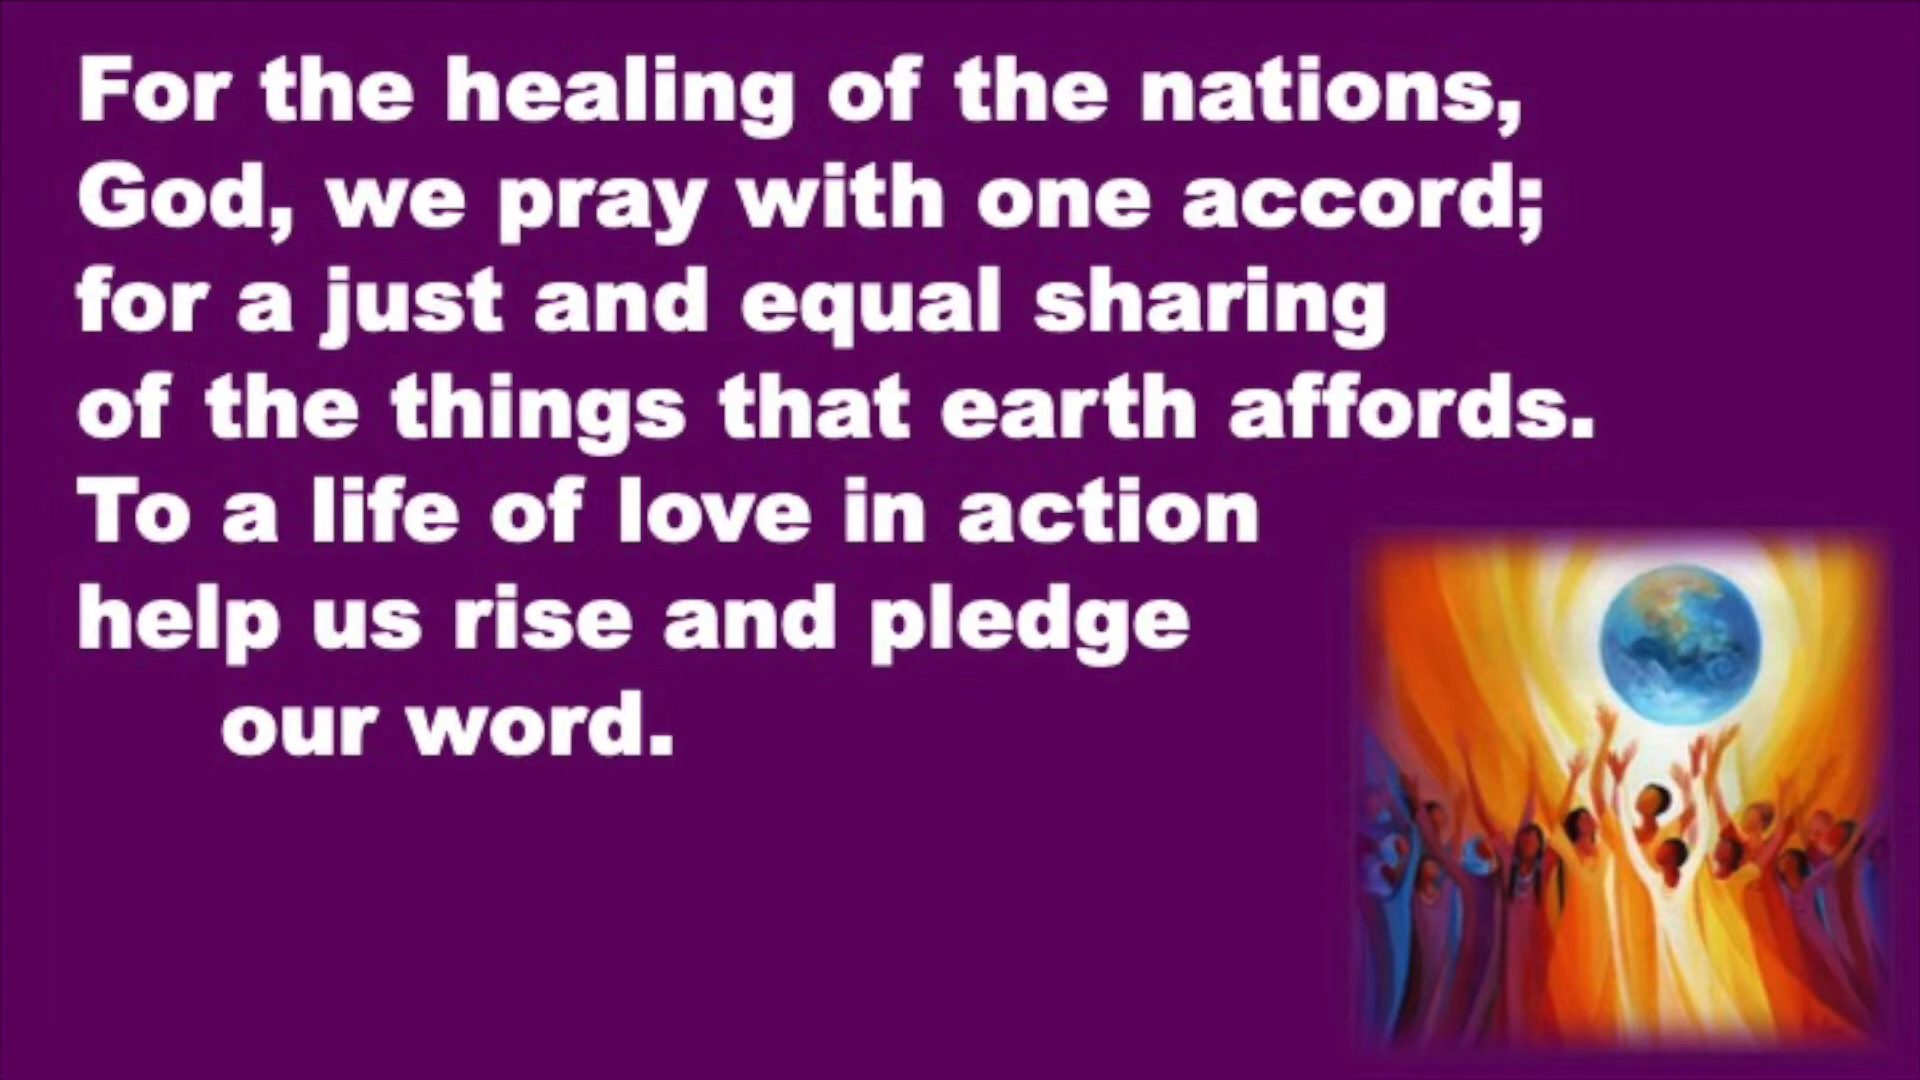 For the healing of the nations,
God, we pray with one accord;
for a just and equal sharing
of the things that earth affords.
To a life of love in action
help us rise and pledge
our word.